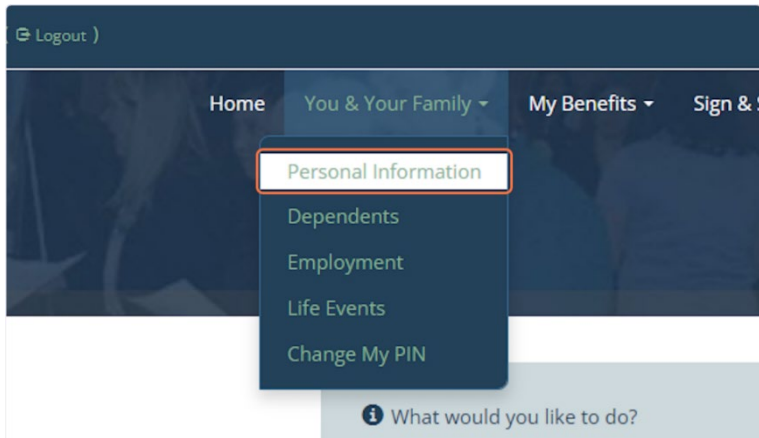 ( Logout )
Home You & Your Family My Benefits Sign &
Personal Information
Dependents
Employment
Life Events
Change My PIN
What would you like to do?